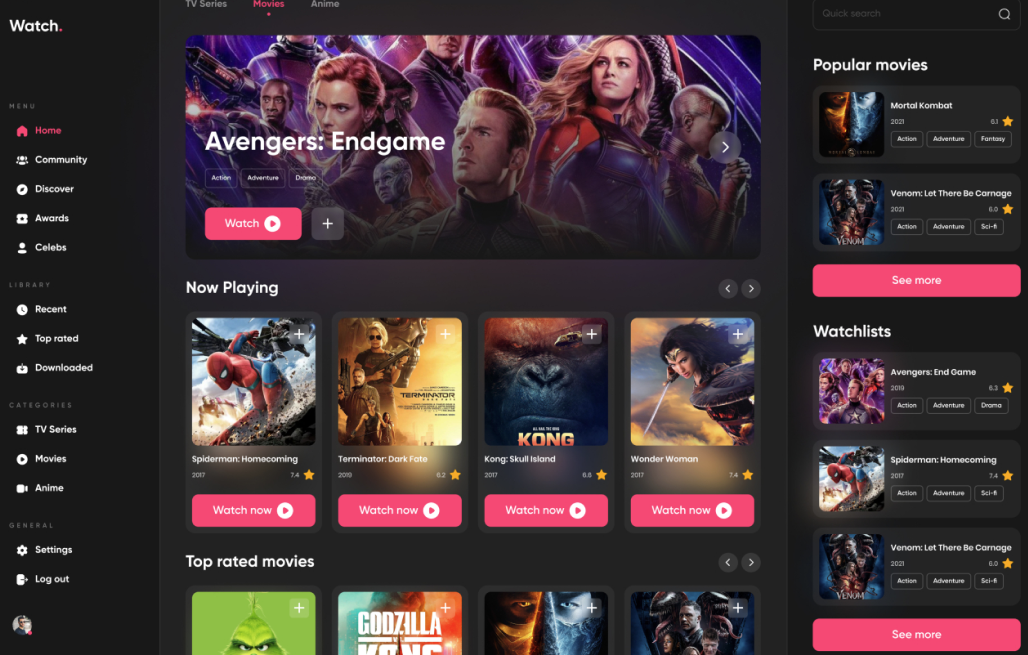 Watch.
MENU
Home
Community
Discover
Awards
Celebs
LIBRARY
Recent
Top rated
Downloaded
CATEGORIES
TV Series
Movies
Anime
GENERAL
Settings
Log out
TV Series Movies Anime
Avengers: Endgame
Action Adventure Drama
Watch
Now Playing
TERMINATOR
KONG
Spiderman: Homecoming
2017 7.4
Watch now
Terminator: Dark Fate
2019 6.2
Watch now
Kong: Skull Island
2017 6.6
Watch now
Wonder Woman
2017 7.4
Watch now
Top rated movies
GODZILLA
KONG
Quick search
Popular movies
Mortal Kombat
2021 6.1
Action Adventure Fantasy
VENOM
Venom: Let There Be Carnage
2021 6.0
Action Adventure Sci-fi
See more
Watchlists
Avengers: End Game
2019 6.3
Action Adventure Drama
Spiderman: Homecoming
2017 7.4
Action Adventure Sci-fi
VENOM
Venom: Let There Be Carnage
2021 6.0
Action Adventure Sci-fi
See more